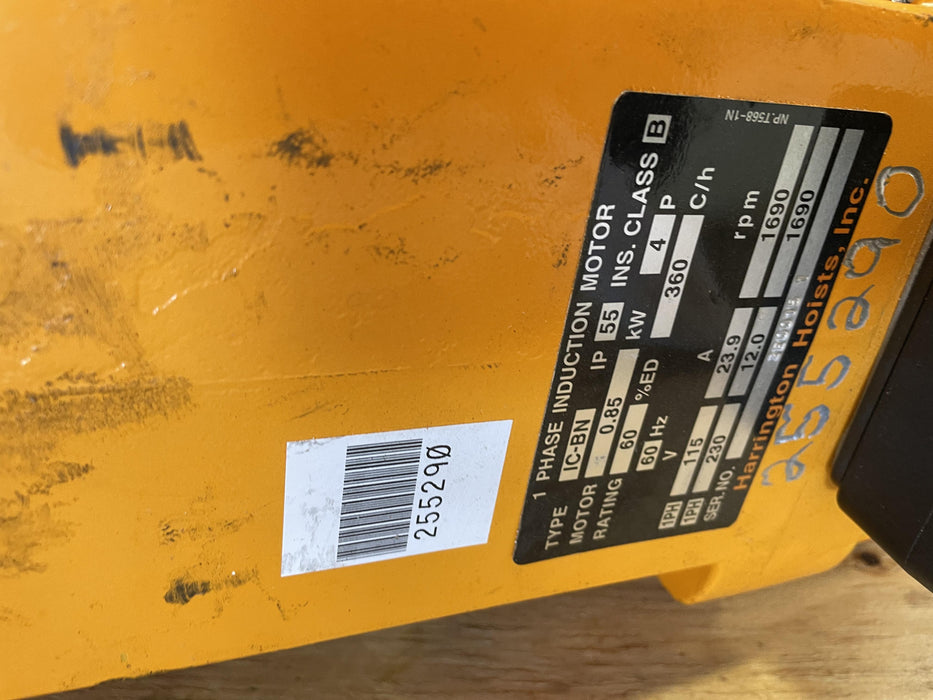 TYPE 1 PHASE INDUCTION MOTOR
IC-BN IP 55 INS. CLASS B
MOTOR 0.85 kW 4 P
RATING 60 %ED 360 C/h
60 Hz
V A rpm
1PH 115 23.9 1690
1PH 230 12.0 1690
SER. NO.
Harrington Hoists, Inc.
NP.T568-1N
255290